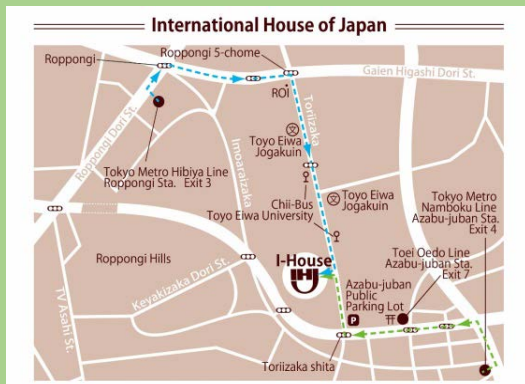 International House of Japan
Roppongi 5-chome
Roppongi
Gaien Higashi Dori St.
ROI
Toriizaka
Roppongi Dori St.
Toyo Eiwa
Jogakuin
Imoaraizaka
Tokyo Metro Hibiya Line
Roppongi Sta. Exit 3
Chii-Bus
Toyo Eiwa University
Toyo Eiwa
Jogakuin
Tokyo Metro
Namboku Line
Azabu-juban Sta.
Exit 4
Roppongi Hills
I-House
Toei Oedo Line
Azabu-juban Sta.
Exit 7
Keyakizaka Dori St.
Azabu-juban
Public
Parking Lot
P
TV Asahi St.
Toriizaka shita